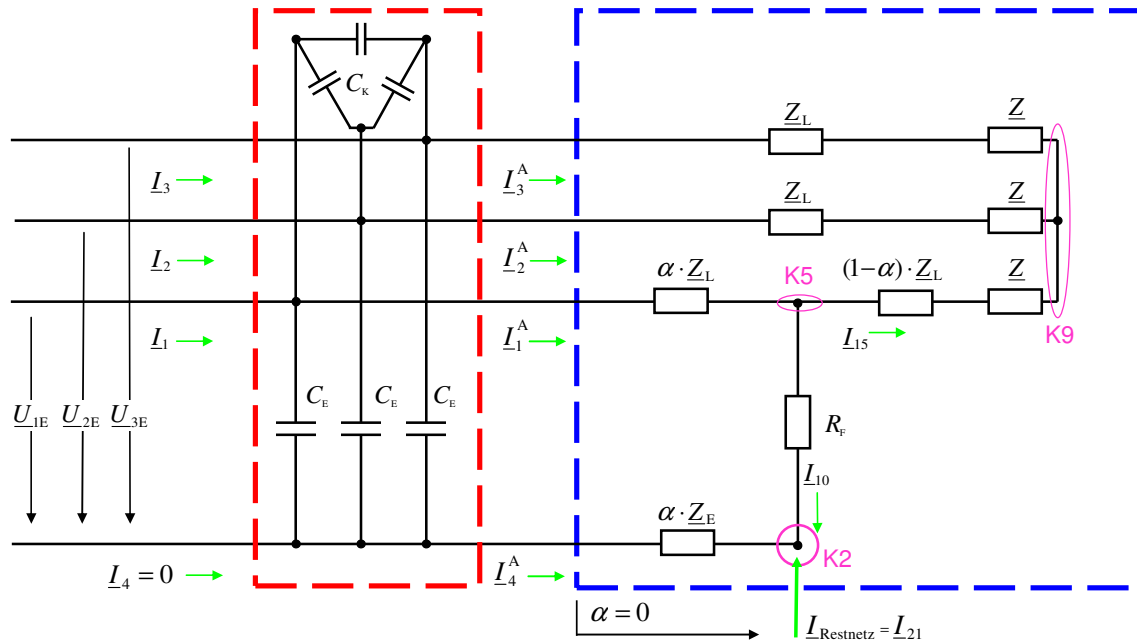 C_K
Z_L Z
I_3 I_3^A
Z_L Z
I_2 I_2^A
α · Z_L K5 (1−α) · Z_L Z
I_1 I_1^A I_15 K9
U_1E U_2E U_3E
C_E C_E C_E
R_F
I_10
α · Z_E
K2
I_4 = 0 I_4^A
α = 0
I_Restnetz = I_21